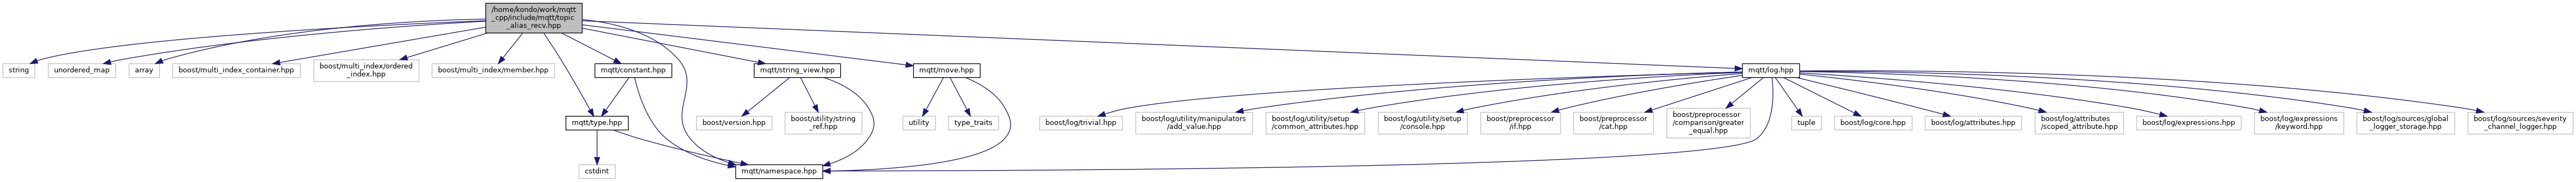 /home/kondo/work/mqtt
_cpp/include/mqtt/topic
_alias_recv.hpp
string
unordered_map
array
boost/multi_index_container.hpp
boost/multi_index/ordered
_index.hpp
boost/multi_index/member.hpp
mqtt/constant.hpp
mqtt/string_view.hpp
mqtt/move.hpp
mqtt/log.hpp
mqtt/type.hpp
boost/version.hpp
boost/utility/string
_ref.hpp
utility
type_traits
boost/log/trivial.hpp
boost/log/utility/manipulators
/add_value.hpp
boost/log/utility/setup
/common_attributes.hpp
boost/log/utility/setup
/console.hpp
boost/preprocessor
/if.hpp
boost/preprocessor
/cat.hpp
boost/preprocessor
/comparison/greater
_equal.hpp
tuple
boost/log/core.hpp
boost/log/attributes.hpp
boost/log/attributes
/scoped_attribute.hpp
boost/log/expressions.hpp
boost/log/expressions
/keyword.hpp
boost/log/sources/global
_logger_storage.hpp
boost/log/sources/severity
_channel_logger.hpp
cstdint
mqtt/namespace.hpp